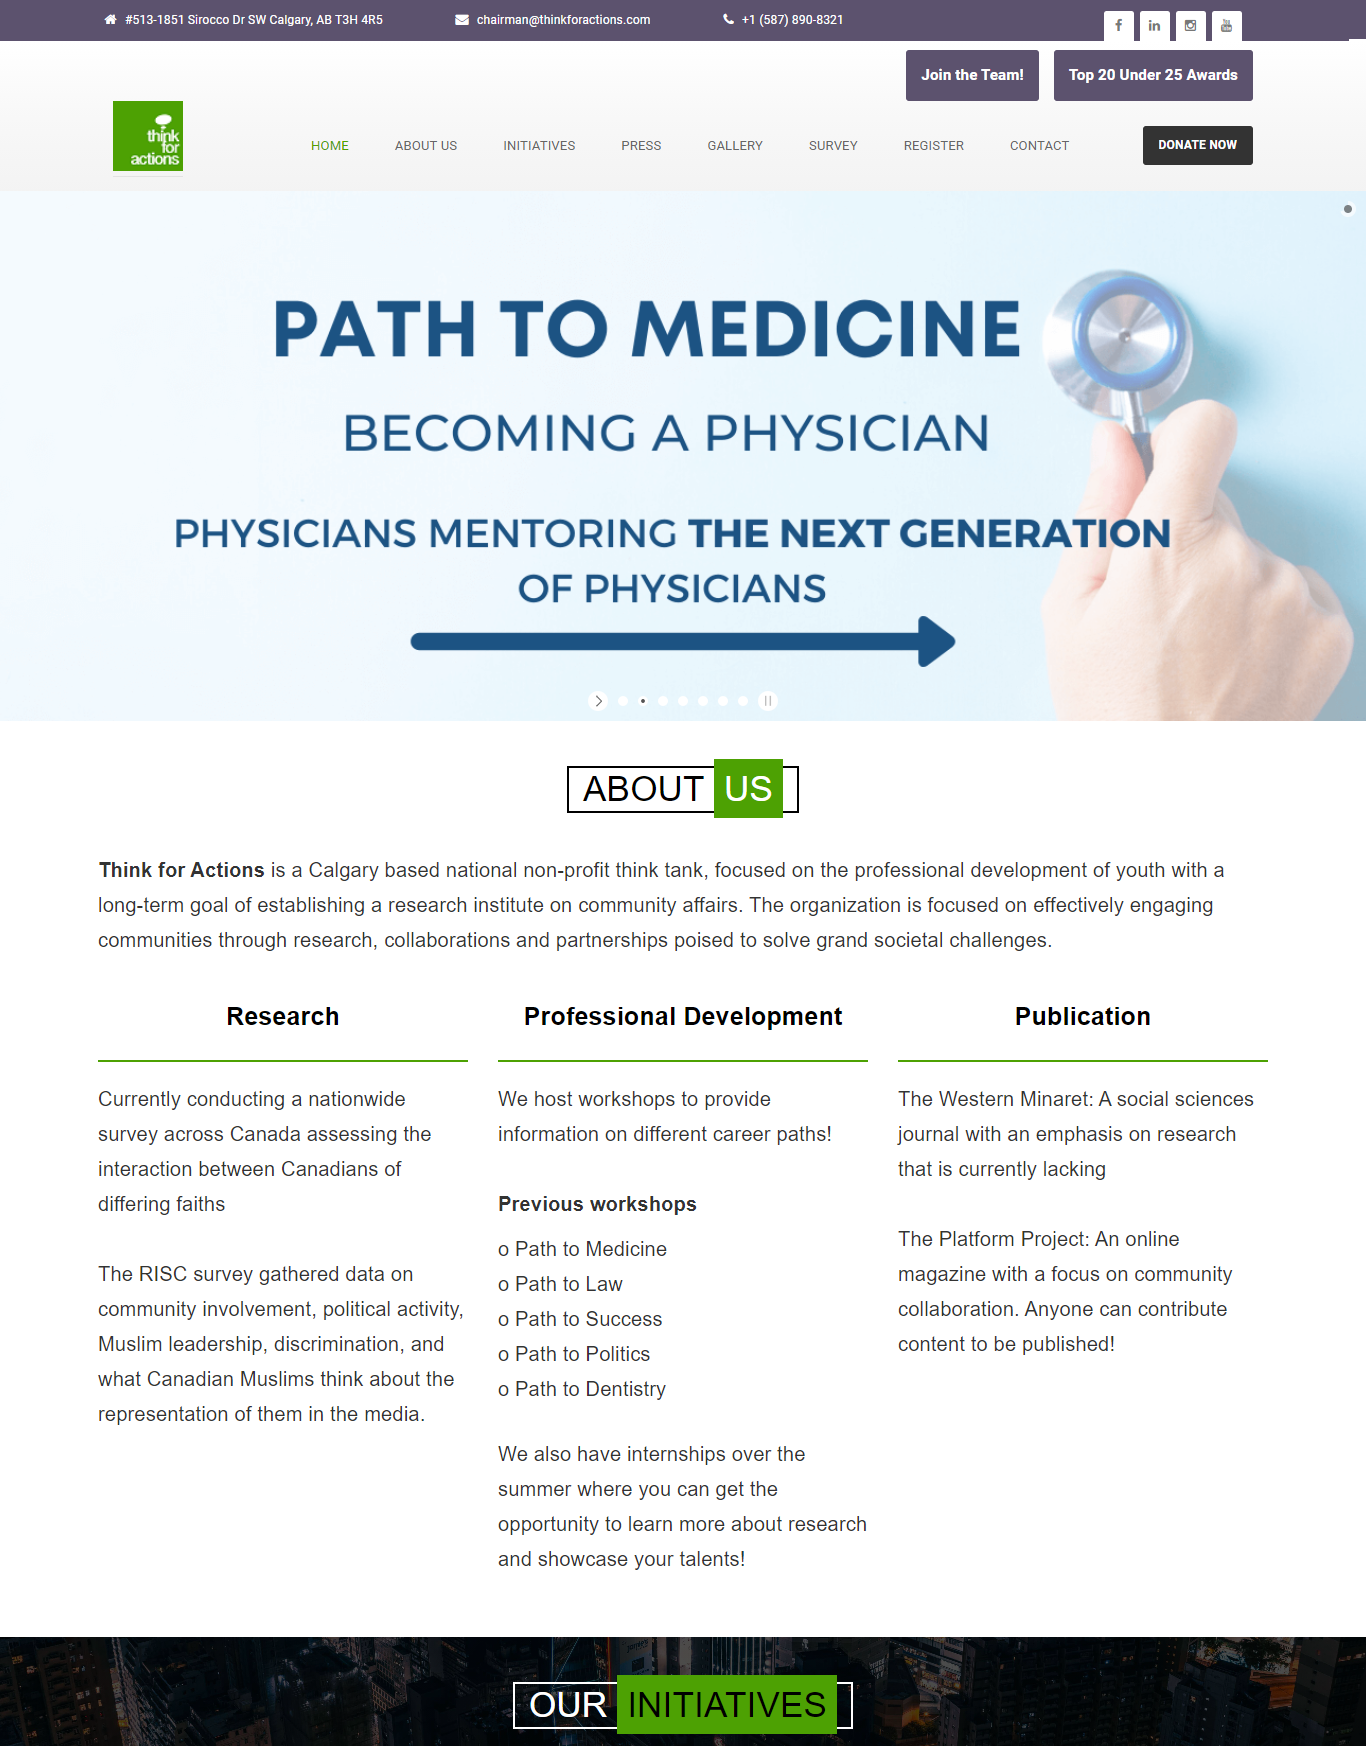 #513-1851 Sirocco Dr SW Calgary, AB T3H 4R5
chairman@thinkforactions.com
+1 (587) 890-8321
Join the Team!
Top 20 Under 25 Awards
think
for
actions
HOME
ABOUT US
INITIATIVES
PRESS
GALLERY
SURVEY
REGISTER
CONTACT
DONATE NOW
PATH TO MEDICINE
BECOMING A PHYSICIAN
PHYSICIANS MENTORING THE NEXT GENERATION
OF PHYSICIANS
ABOUT US
Think for Actions is a Calgary based national non-profit think tank, focused on the professional development of youth with a
long-term goal of establishing a research institute on community affairs. The organization is focused on effectively engaging
communities through research, collaborations and partnerships poised to solve grand societal challenges.
Research
Currently conducting a nationwide
survey across Canada assessing the
interaction between Canadians of
differing faiths
The RISC survey gathered data on
community involvement, political activity,
Muslim leadership, discrimination, and
what Canadian Muslims think about the
representation of them in the media.
Professional Development
We host workshops to provide
information on different career paths!
Previous workshops
o Path to Medicine
o Path to Law
o Path to Success
o Path to Politics
o Path to Dentistry
We also have internships over the
summer where you can get the
opportunity to learn more about research
and showcase your talents!
Publication
The Western Minaret: A social sciences
journal with an emphasis on research
that is currently lacking
The Platform Project: An online
magazine with a focus on community
collaboration. Anyone can contribute
content to be published!
OUR INITIATIVES